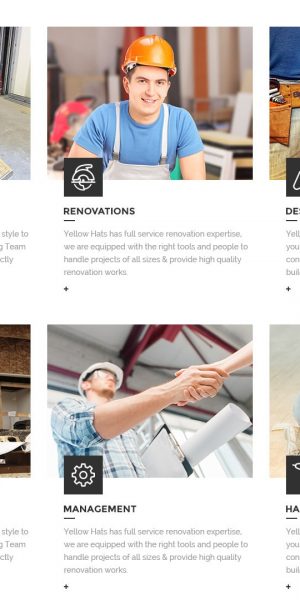 RENOVATIONS
Yellow Hats has full service renovation expertise,
we are equipped with the right tools and people to
handle projects of all sizes & provide high quality
renovation works.
+
style to
g Team
ctly
DES
Yell
you
con
buil
+
MANAGEMENT
Yellow Hats has full service renovation expertise,
we are equipped with the right tools and people to
handle projects of all sizes & provide high quality
renovation works.
+
style to
g Team
ctly
HA
Yell
you
con
buil
+